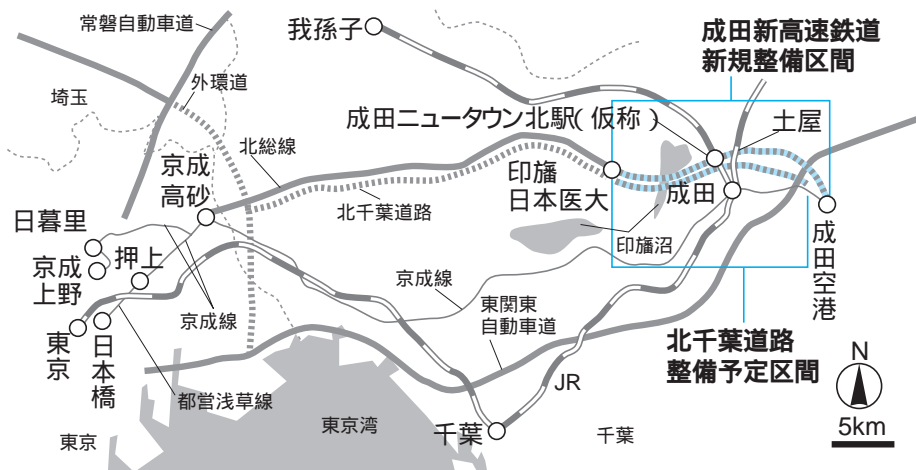 常磐自動車道
我孫子
成田新高速鉄道
新規整備区間
外環道
埼玉
成田ニュータウン北駅(仮称)
土屋
北総線
京成
高砂
印旛
日本医大
成田
北千葉道路
日暮里
押上
京成
上野
印旛沼
成田空港
京成線
京成線
東関東
自動車道
東京
日本橋
北千葉道路
整備予定区間
N
JR
都営浅草線
5km
東京湾
千葉
東京
千葉